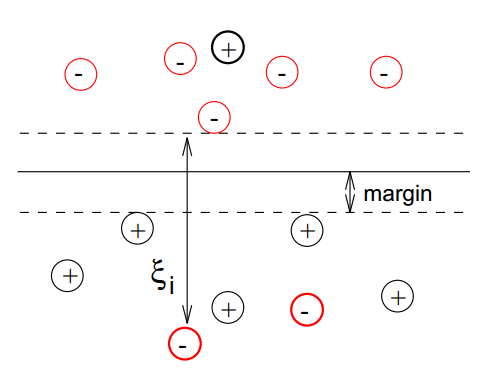 +
- - - -
-
margin
+ +
+ ξi
+ - +
-